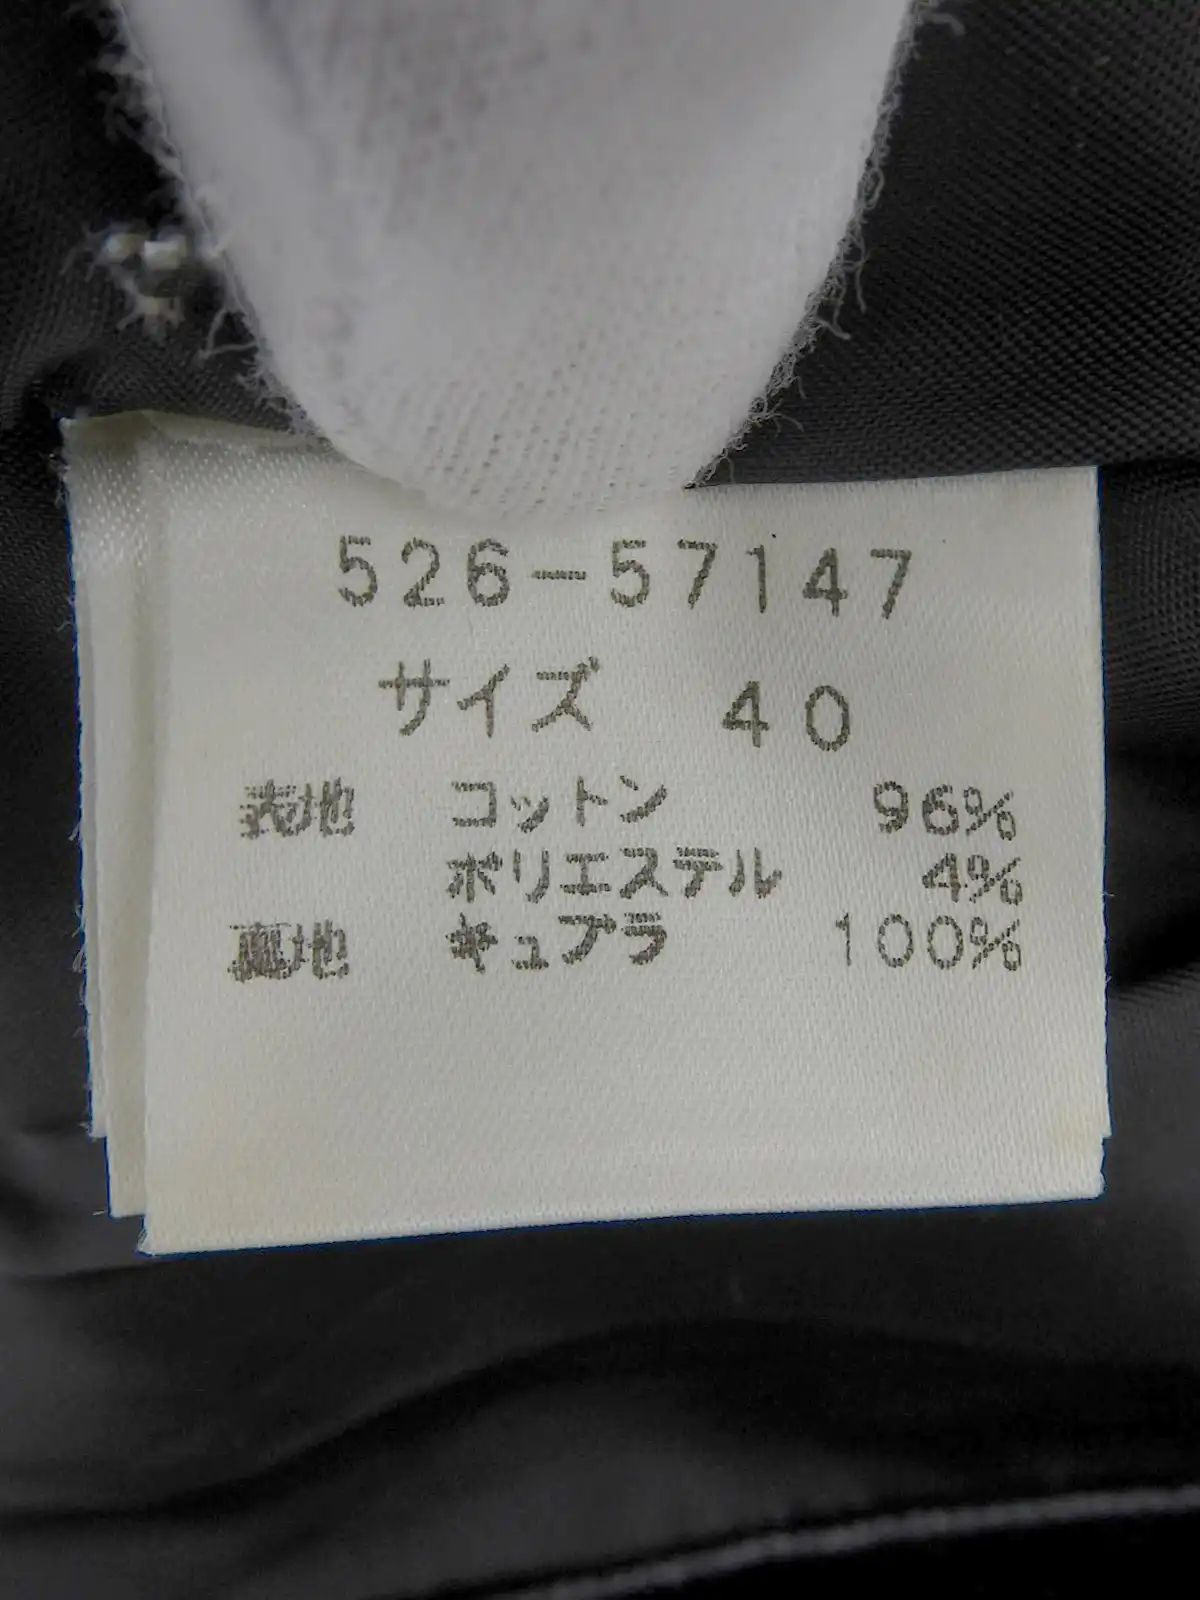 526-57147
サイズ 40
表地 コットン 96%
ポリエステル 4%
裏地 キュプラ 100%